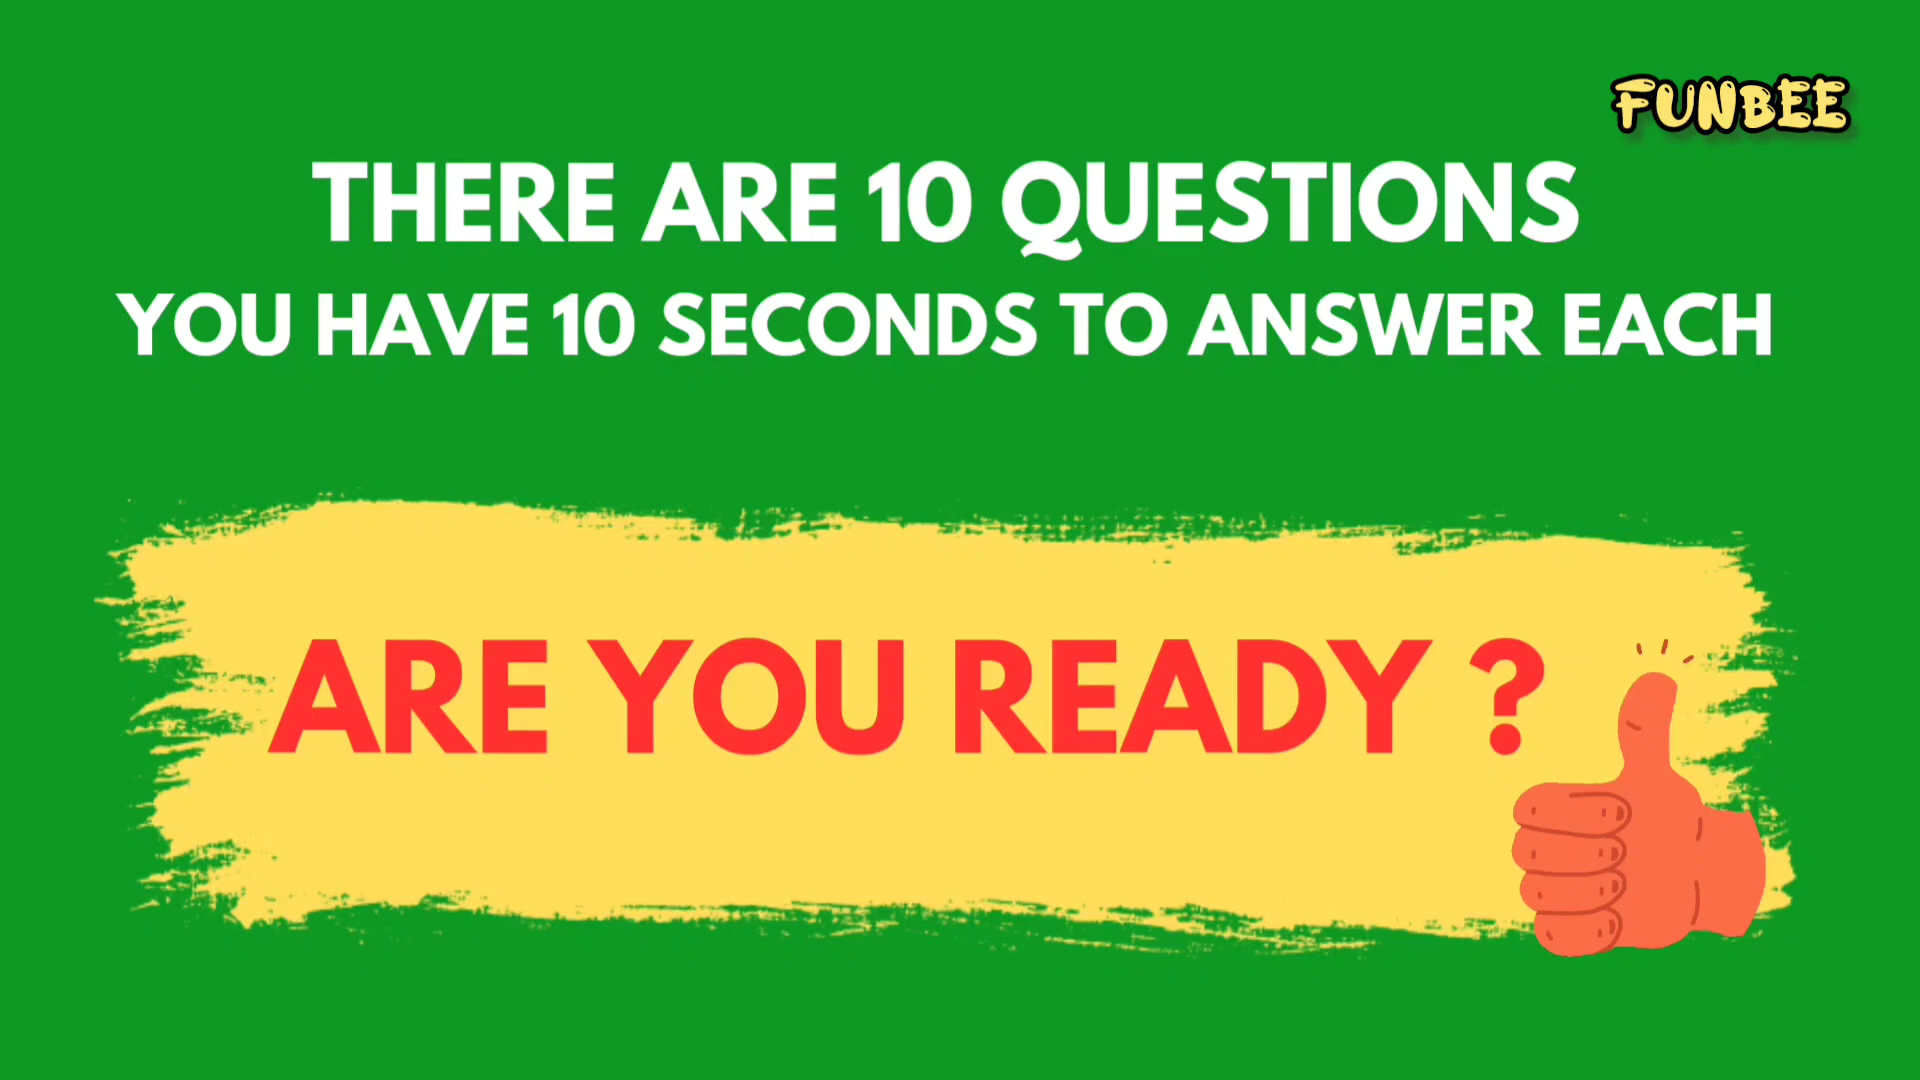 FUNBEE
THERE ARE 10 QUESTIONS
YOU HAVE 10 SECONDS TO ANSWER EACH
ARE YOU READY ?